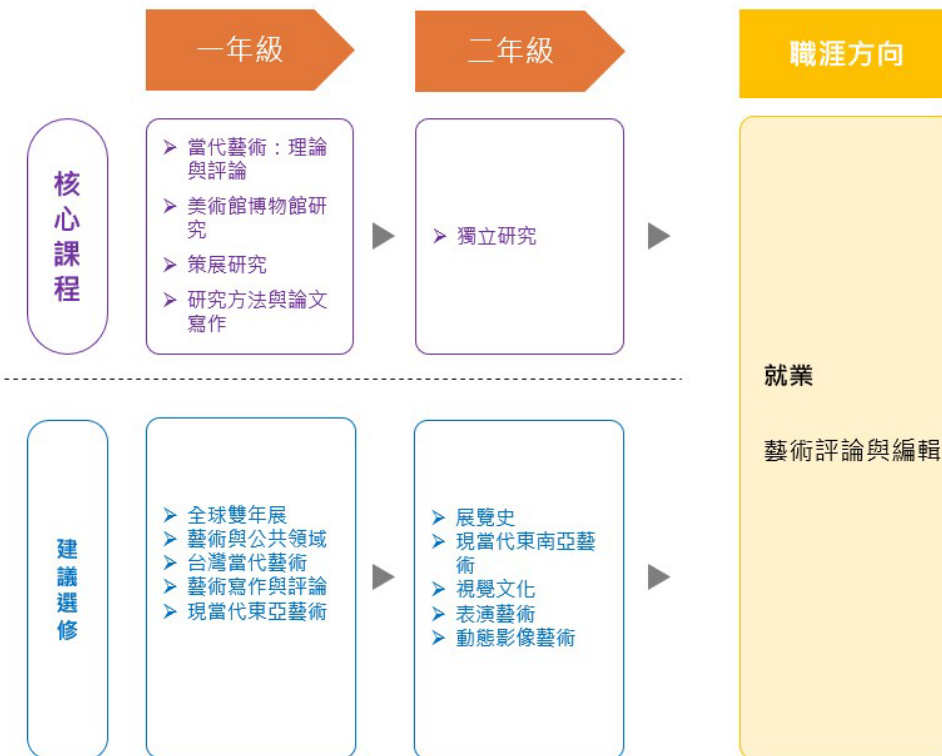 一年級
二年級
職涯方向
核心課程
➢ 當代藝術：理論
與評論
➢ 美術館博物館研
究
➢ 策展研究
➢ 研究方法與論文
寫作
➢ 獨立研究
就業
藝術評論與編輯
建議選修
➢ 全球雙年展
➢ 藝術與公共領域
➢ 台灣當代藝術
➢ 藝術寫作與評論
➢ 現當代東亞藝術
➢ 展覽史
➢ 現當代東南亞藝
術
➢ 視覺文化
➢ 表演藝術
➢ 動態影像藝術